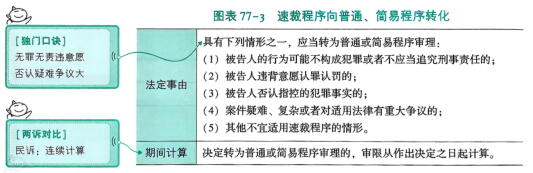 图表 77-3 速裁程序向普通、简易程序转化
[独门口诀]
无罪无责违意愿
否认疑难争议大
法定事由
具有下列情形之一，应当转为普通或简易程序审理：
(1) 被告人的行为可能不构成犯罪或者不应当追究刑事责任的；
(2) 被告人违背意愿认罪认罚的；
(3) 被告人否认指控的犯罪事实的；
(4) 案件疑难、复杂或者对适用法律有重大争议的；
(5) 其他不宜适用速裁程序的情形。
[两诉对比]
民诉：连续计算
期间计算
决定转为普通或简易程序审理的，审限从作出决定之日起计算。